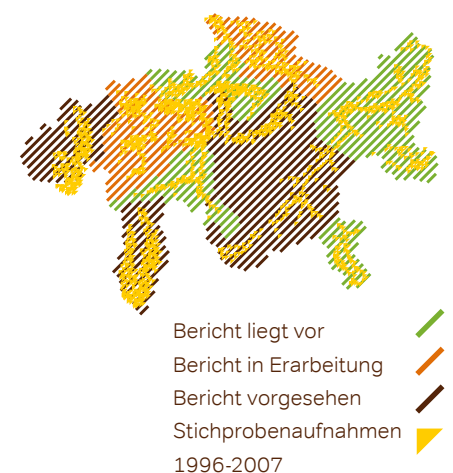 Bericht liegt vor
Bericht in Erarbeitung
Bericht vorgesehen
Stichprobenaufnahmen
1996-2007